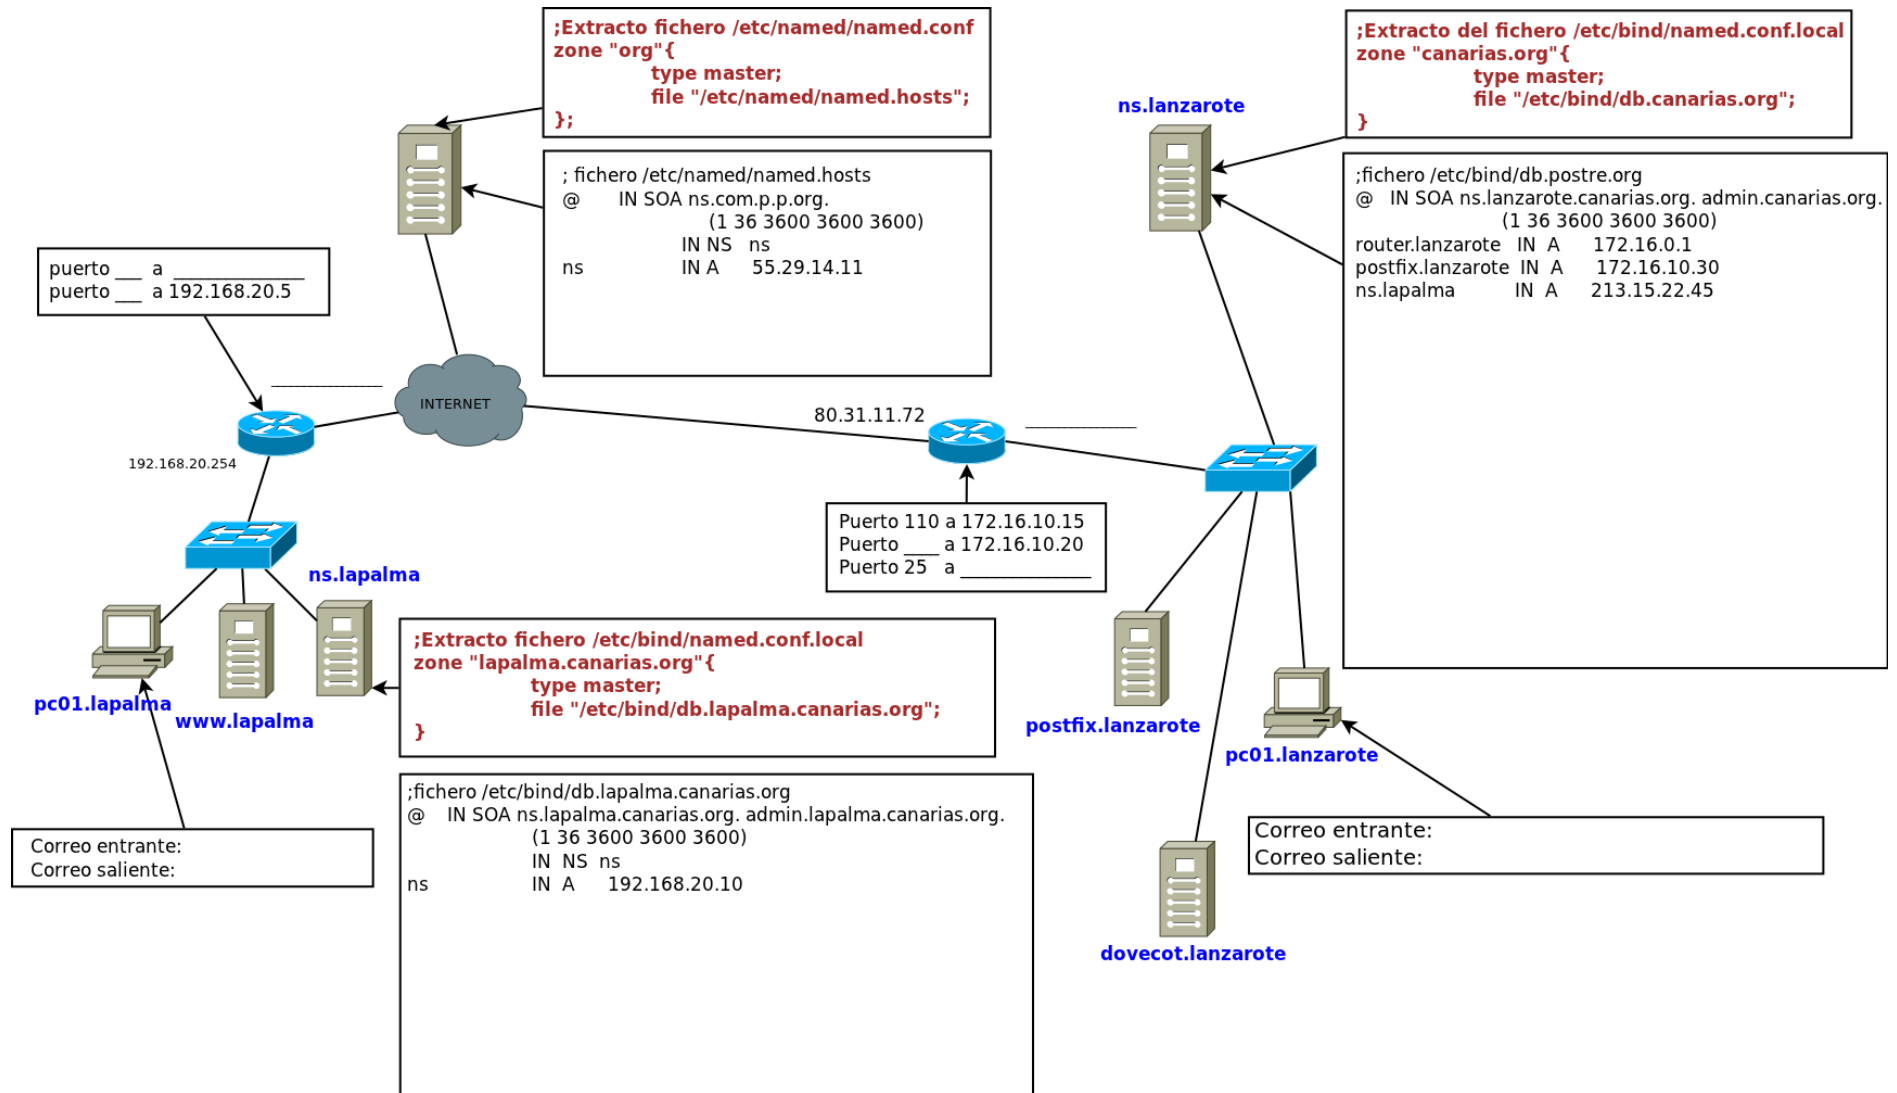 ;Extracto fichero /etc/named/named.conf
zone "org"{
type master;
file "/etc/named/named.hosts";
};
; fichero /etc/named/named.hosts
@ IN SOA ns.com.p.p.org.
(1 36 3600 3600 3600)
IN NS ns
ns IN A 55.29.14.11
ns.lanzarote
;Extracto del fichero /etc/bind/named.conf.local
zone "canarias.org"{
type master;
file "/etc/bind/db.canarias.org";
}
;fichero /etc/bind/db.postre.org
@ IN SOA ns.lanzarote.canarias.org. admin.canarias.org.
(1 36 3600 3600 3600)
router.lanzarote IN A 172.16.0.1
postfix.lanzarote IN A 172.16.10.30
ns.lapalma IN A 213.15.22.45
puerto ___ a _______________
puerto ___ a 192.168.20.5
_______________
INTERNET
192.168.20.254
80.31.11.72
_______________
Puerto 110 a 172.16.10.15
Puerto ____ a 172.16.10.20
Puerto 25 a _______________
ns.lapalma
pc01.lapalma
www.lapalma
;Extracto fichero /etc/bind/named.conf.local
zone "lapalma.canarias.org"{
type master;
file "/etc/bind/db.lapalma.canarias.org";
}
postfix.lanzarote
pc01.lanzarote
;fichero /etc/bind/db.lapalma.canarias.org
@ IN SOA ns.lapalma.canarias.org. admin.lapalma.canarias.org.
(1 36 3600 3600 3600)
IN NS ns
ns IN A 192.168.20.10
Correo entrante:
Correo saliente:
Correo entrante:
Correo saliente:
dovecot.lanzarote